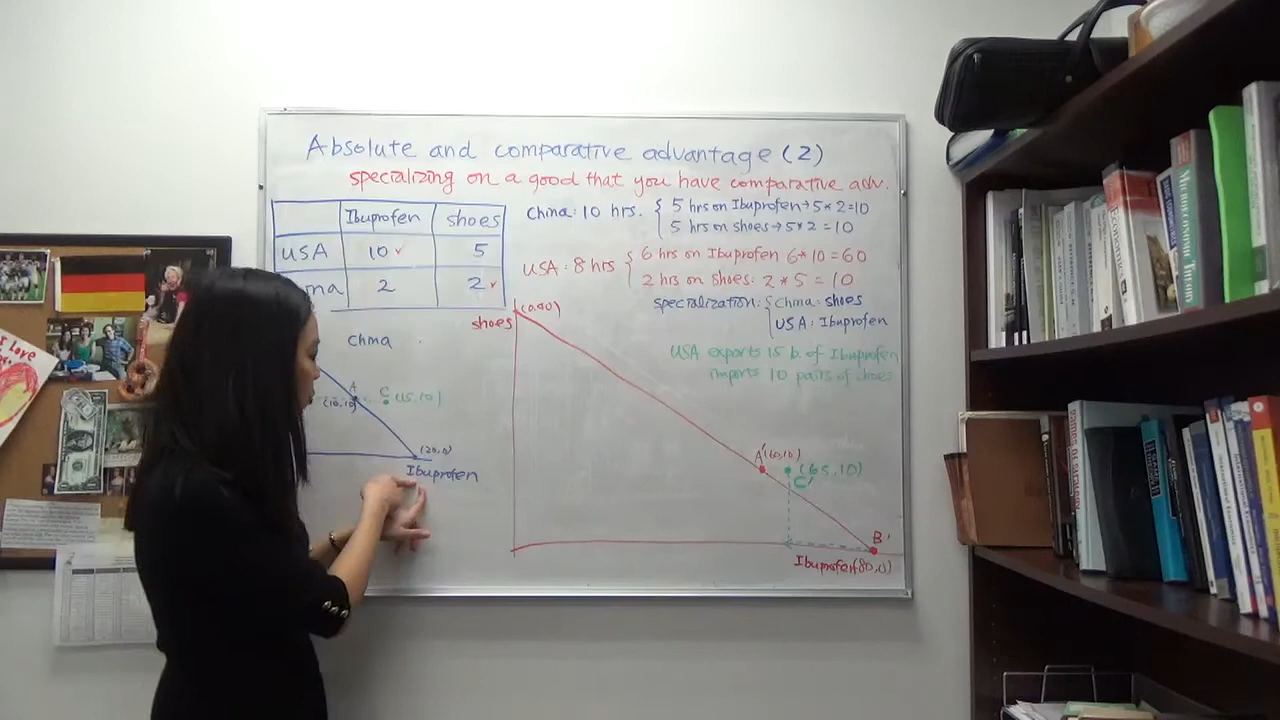 Absolute and comparative advantage (2)
specializing on a good that you have comparative adv.
Ibuprofen shoes
USA 10 ✓ 5
ma 2 2 ✓
China: 10 hrs. { 5 hrs on Ibuprofen → 5 * 2 = 10
5 hrs on shoes → 5 * 2 = 10
USA : 8 hrs { 6 hrs on Ibuprofen 6 * 10 = 60
2 hrs on shoes: 2 * 5 = 10
specialization: { China: shoes
USA: Ibuprofen
USA exports 15 b. of Ibuprofen
imports 10 pairs of shoes
China
A
(10,10)
C (15,10)
(20,0)
Ibuprofen
shoes
(0,40)
A' (60,10)
(65,10)
C'
B'
Ibuprofen (80,0)
I love
Microeconomic Theory